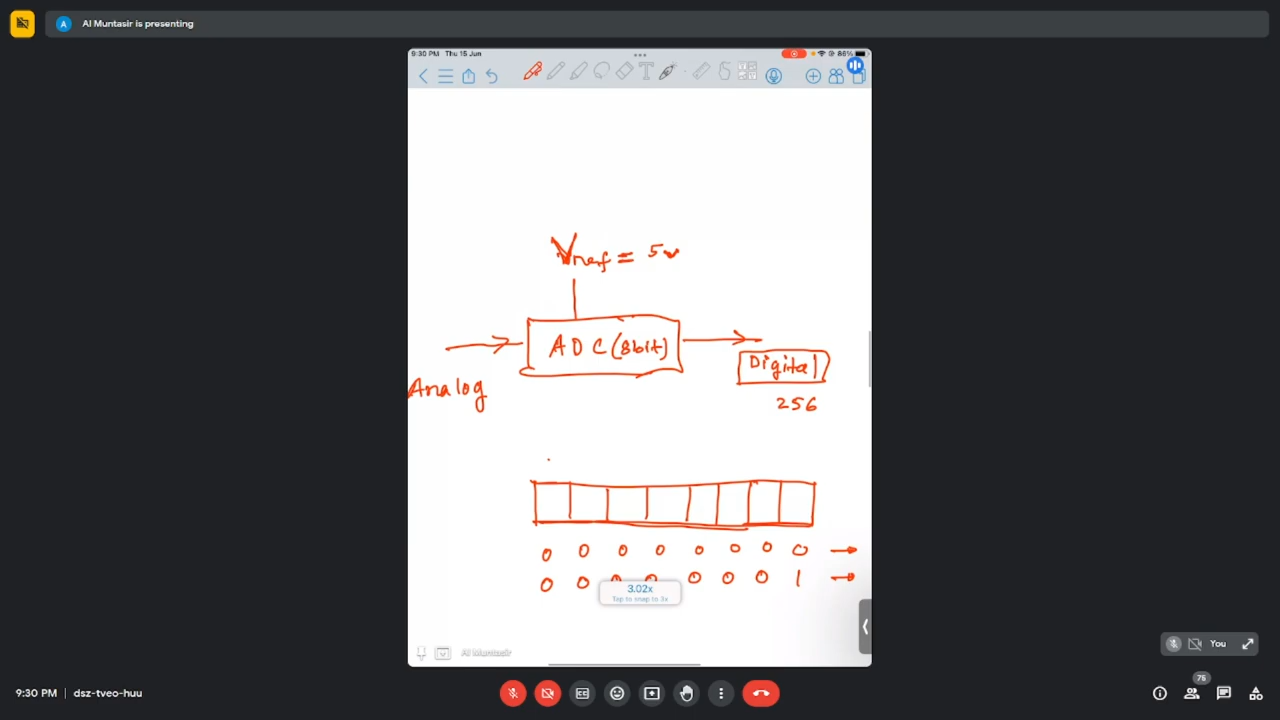 Al Muntasir is presenting
A
9:30 PM Thu 15 Jun
86%
T
Vref = 5v
ADC (8bit)
Analog
Digital
256
0 0 0 0 0 0 0 0
0 0 0 0 0 0 0 1
3.02x
Tap to snap to 3x
You
Al Muntasir
76
9:30 PM | dsz-tveo-huu